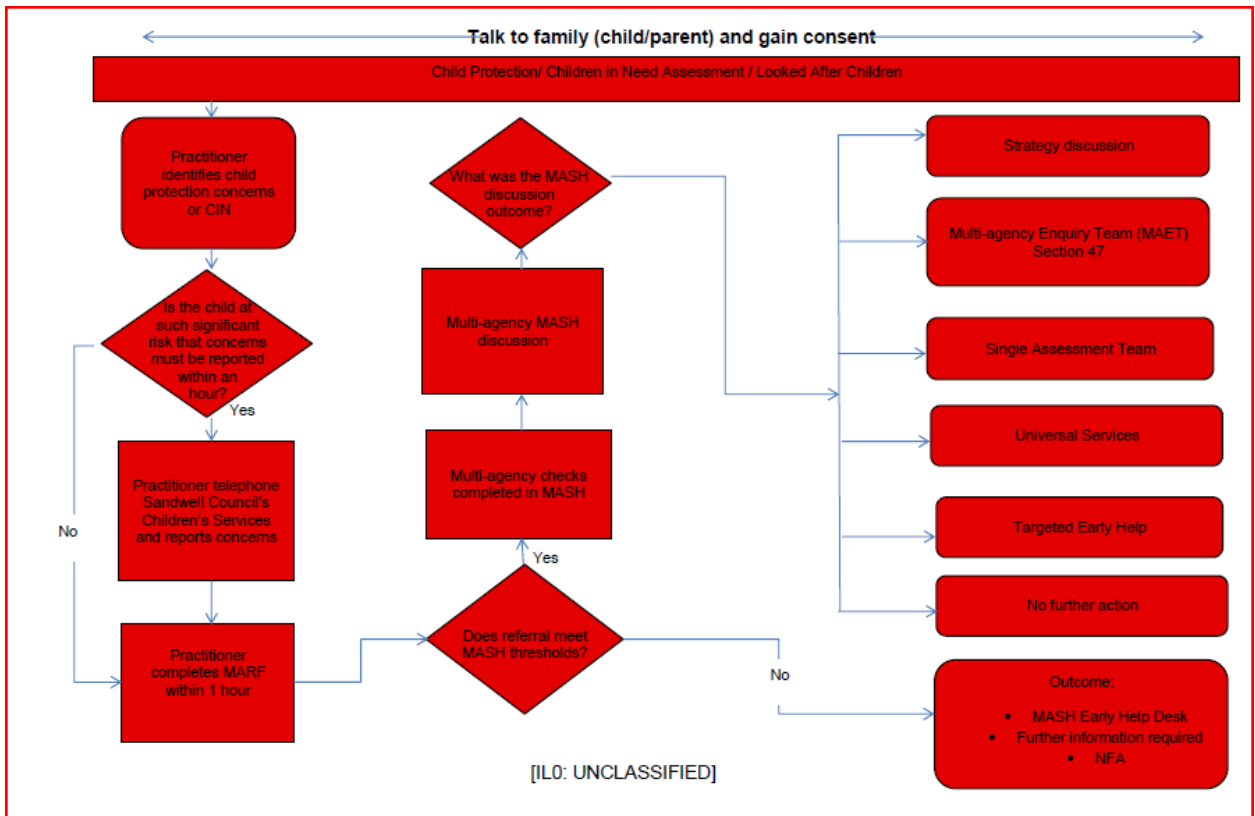 Talk to family (child/parent) and gain consent
Child Protection/ Children in Need Assessment / Looked After Children
Practitioner
identifies child
protection concerns
or CIN
Is the child at
such significant
risk that concerns
must be reported
within an
hour?
Yes
No
Practitioner telephone
Sandwell Council's
Children's Services
and reports concerns
Practitioner
completes MARF
within 1 hour
What was the MASH
discussion
outcome?
Multi-agency MASH
discussion
Multi-agency checks
completed in MASH
Yes
Does referral meet
MASH thresholds?
No
Strategy discussion
Multi-agency Enquiry Team (MAET)
Section 47
Single Assessment Team
Universal Services
Targeted Early Help
No further action
Outcome:
• MASH Early Help Desk
• Further information required
• NFA
[IL0: UNCLASSIFIED]